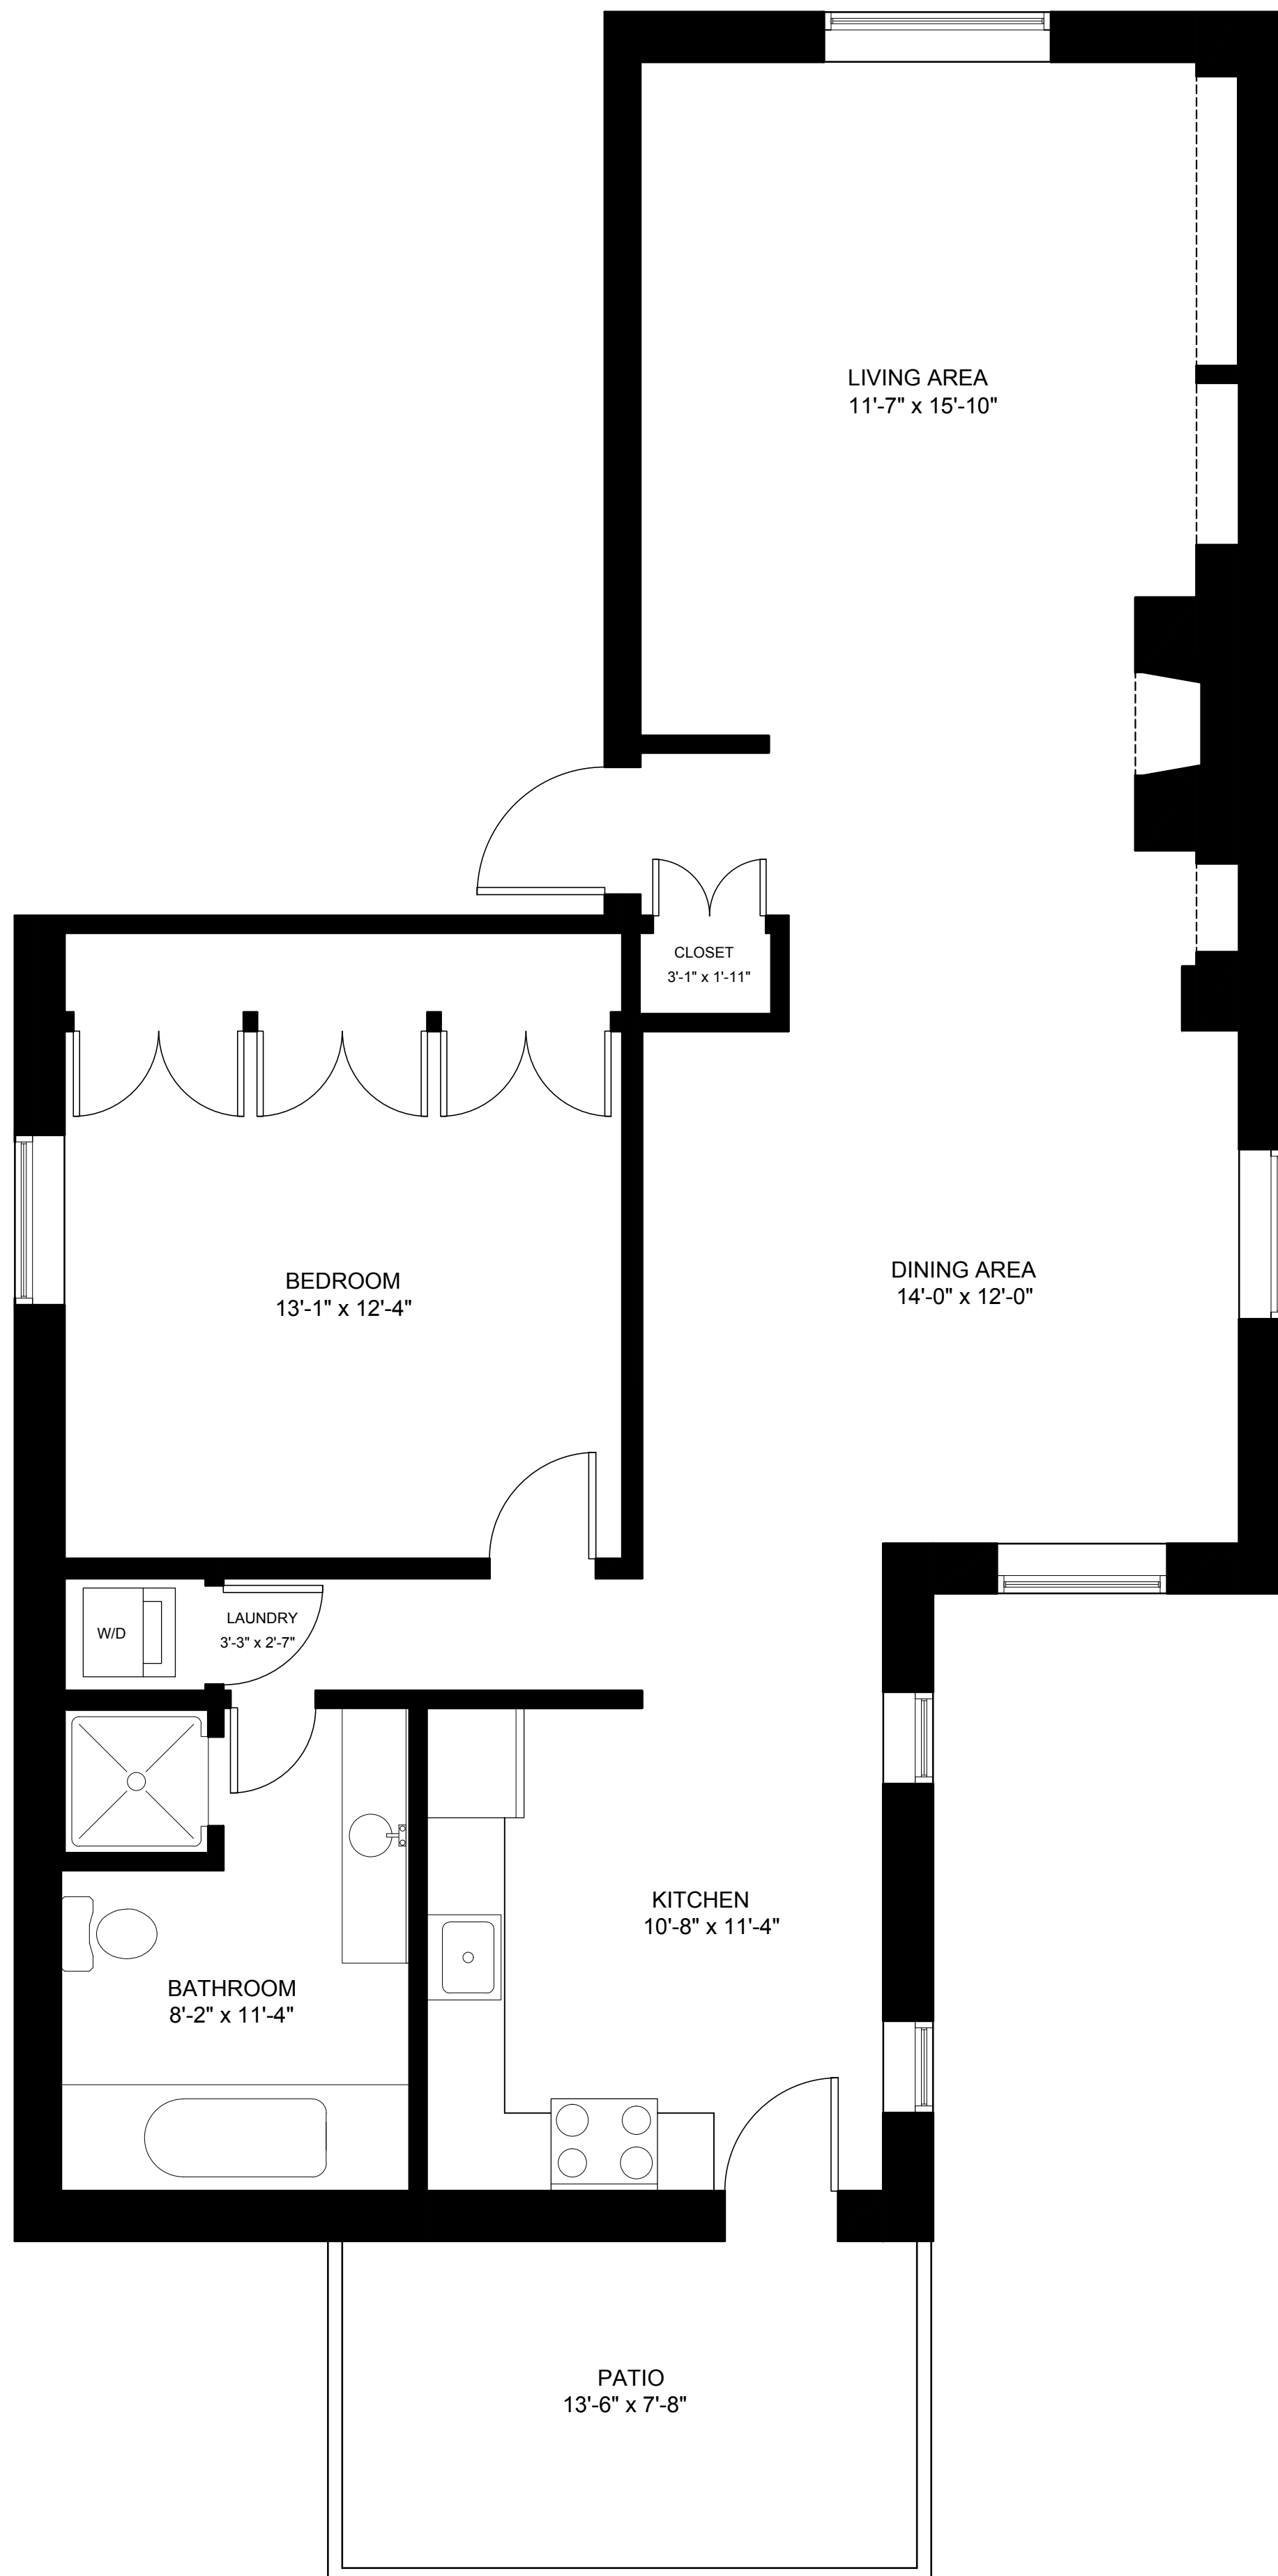 LIVING AREA
11'-7" x 15'-10"
CLOSET
3'-1" x 1'-11"
BEDROOM
13'-1" x 12'-4"
DINING AREA
14'-0" x 12'-0"
W/D
LAUNDRY
3'-3" x 2'-7"
KITCHEN
10'-8" x 11'-4"
BATHROOM
8'-2" x 11'-4"
PATIO
13'-6" x 7'-8"